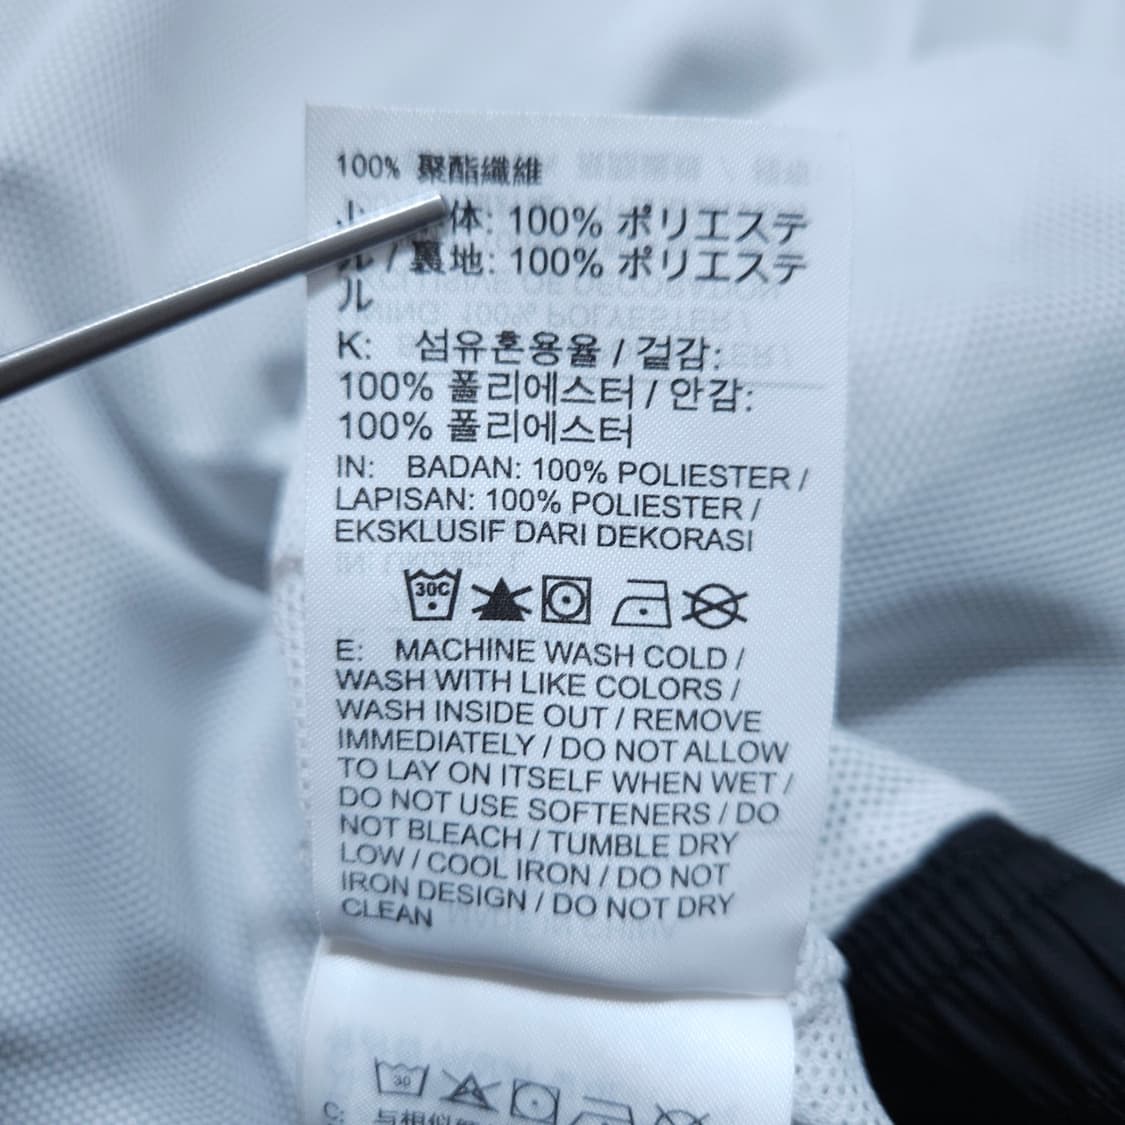 100% 聚酯纖維
体: 100% ポリエステ
ル / 裏地: 100% ポリエステ
ル
K: 섬유혼용율 / 겉감:
100% 폴리에스터 / 안감:
100% 폴리에스터
IN: BADAN: 100% POLIESTER /
LAPISAN: 100% POLIESTER /
EKSKLUSIF DARI DEKORASI
30C
E: MACHINE WASH COLD /
WASH WITH LIKE COLORS /
WASH INSIDE OUT / REMOVE
IMMEDIATELY / DO NOT ALLOW
TO LAY ON ITSELF WHEN WET /
DO NOT USE SOFTENERS / DO
NOT BLEACH / TUMBLE DRY
LOW / COOL IRON / DO NOT
IRON DESIGN / DO NOT DRY
CLEAN
30
C: 与相似